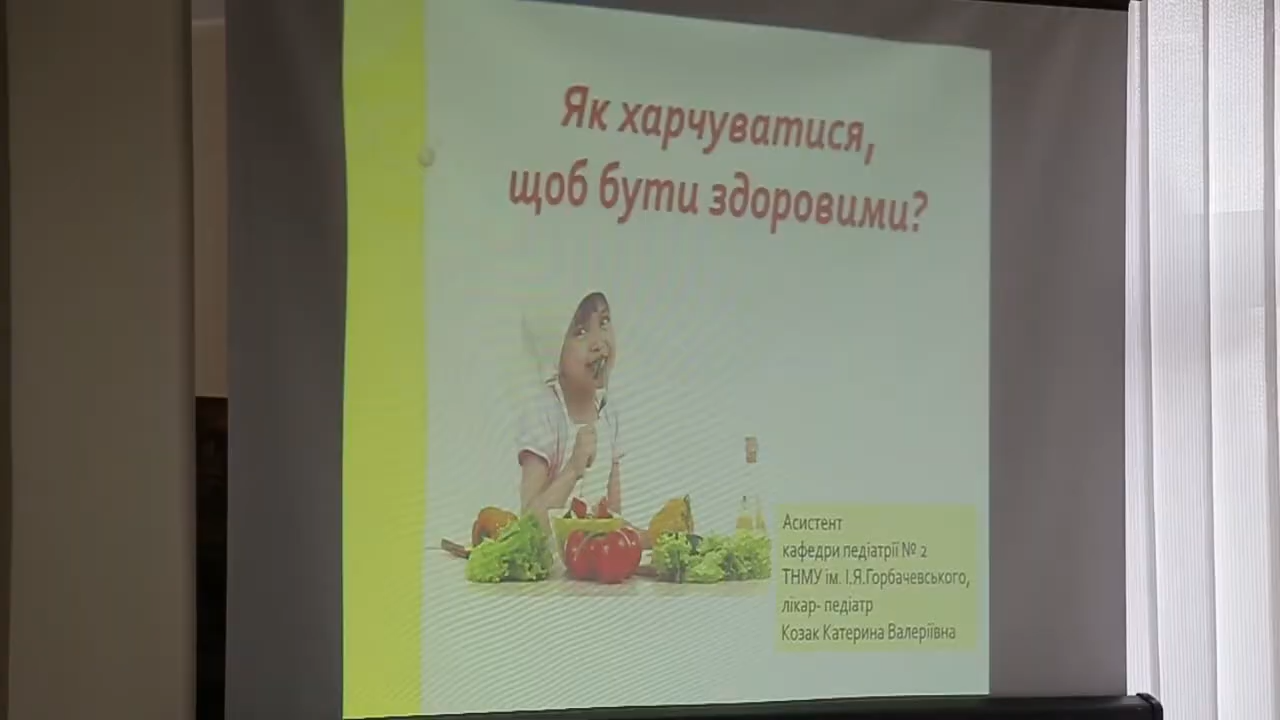 Як харчуватися,
щоб бути здоровими?
Асистент
кафедри педіатрії № 2
ТНМУ ім. І.Я.Горбачевського,
лікар- педіатр
Козак Катерина Валеріївна